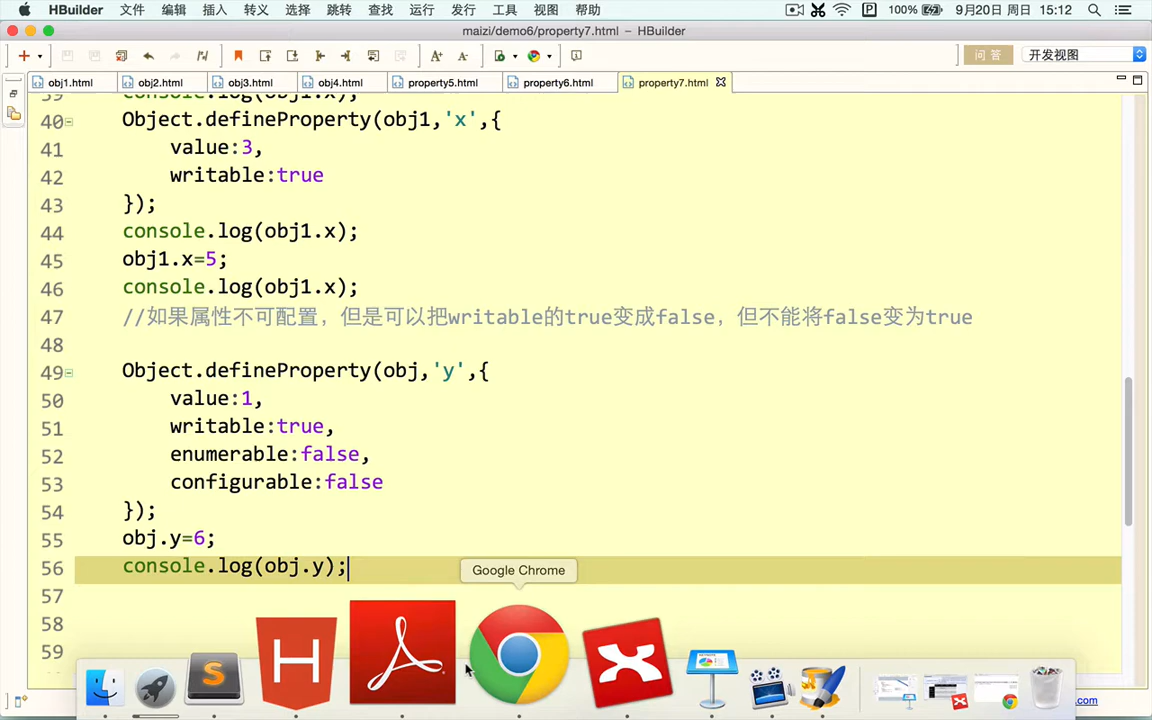 HBuilder 文件 编辑 插入 转义 选择 跳转 查找 运行 发行 工具 视图 帮助 100% 9月20日 周日 15:12
maizi/demo6/property7.html – HBuilder
问答 开发视图
obj1.html obj2.html obj3.html obj4.html property5.html property6.html property7.html
39 console.log(obj1.x);
40 Object.defineProperty(obj1,'x',{
41 value:3,
42 writable:true
43 });
44 console.log(obj1.x);
45 obj1.x=5;
46 console.log(obj1.x);
47 //如果属性不可配置，但是可以把writable的true变成false，但不能将false变为true
48
49 Object.defineProperty(obj,'y',{
50 value:1,
51 writable:true,
52 enumerable:false,
53 configurable:false
54 });
55 obj.y=6;
56 console.log(obj.y);
57
58
59
Google Chrome
.com